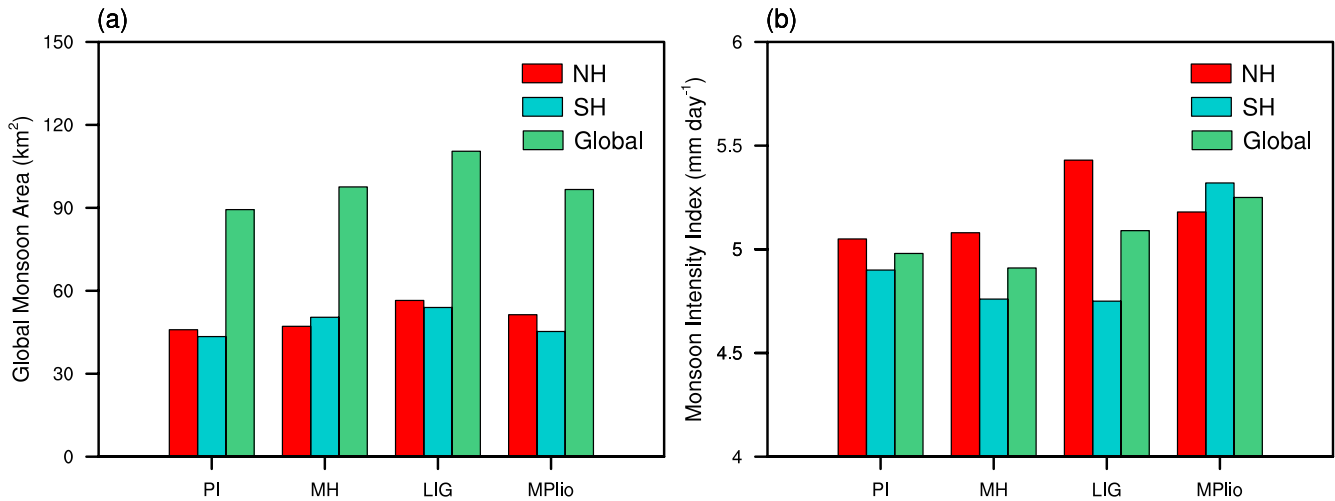 (a)
Global Monsoon Area (km²)
150
120
90
60
30
0
NH
SH
Global
PI MH LIG MPlio
(b)
Monsoon Intensity Index (mm day⁻¹)
6
5.5
5
4.5
4
NH
SH
Global
PI MH LIG MPlio